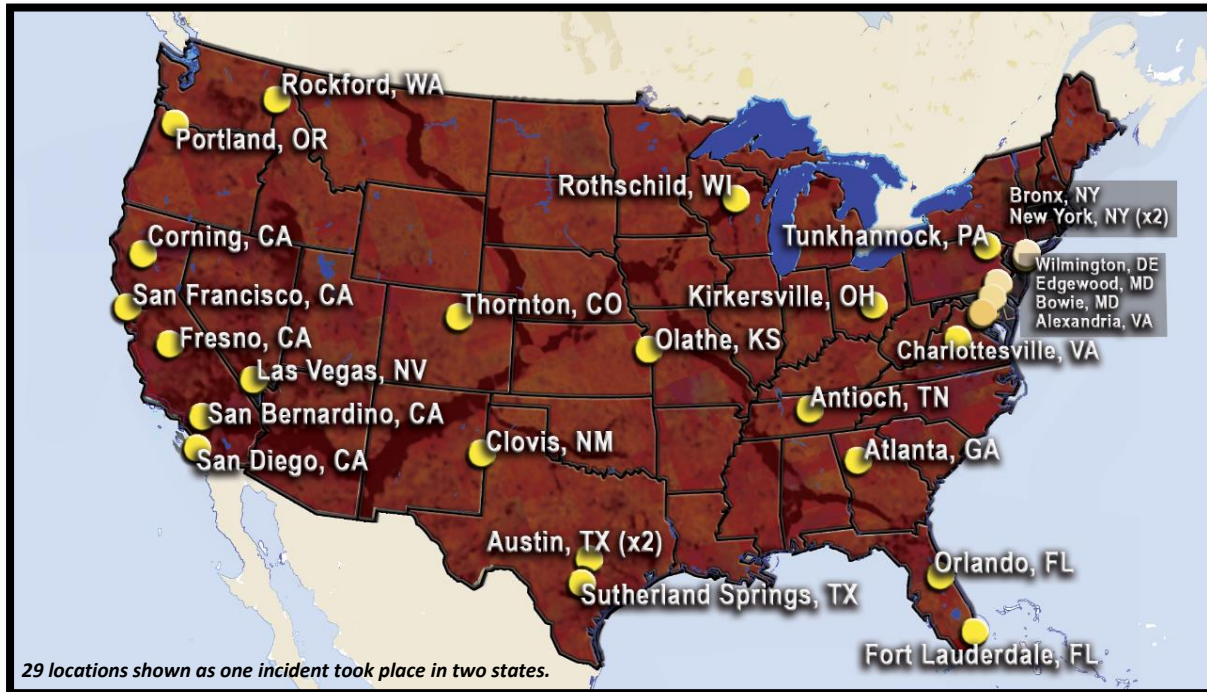 Rockford, WA
Portland, OR
Rothschild, WI
Bronx, NY
New York, NY (x2)
Corning, CA
Tunkhannock, PA
Wilmington, DE
Edgewood, MD
Bowie, MD
Alexandria, VA
San Francisco, CA
Thornton, CO
Kirkersville, OH
Fresno, CA
Olathe, KS
Charlottesville, VA
Las Vegas, NV
San Bernardino, CA
Antioch, TN
San Diego, CA
Clovis, NM
Atlanta, GA
Austin, TX (x2)
Orlando, FL
Sutherland Springs, TX
Fort Lauderdale, FL
29 locations shown as one incident took place in two states.